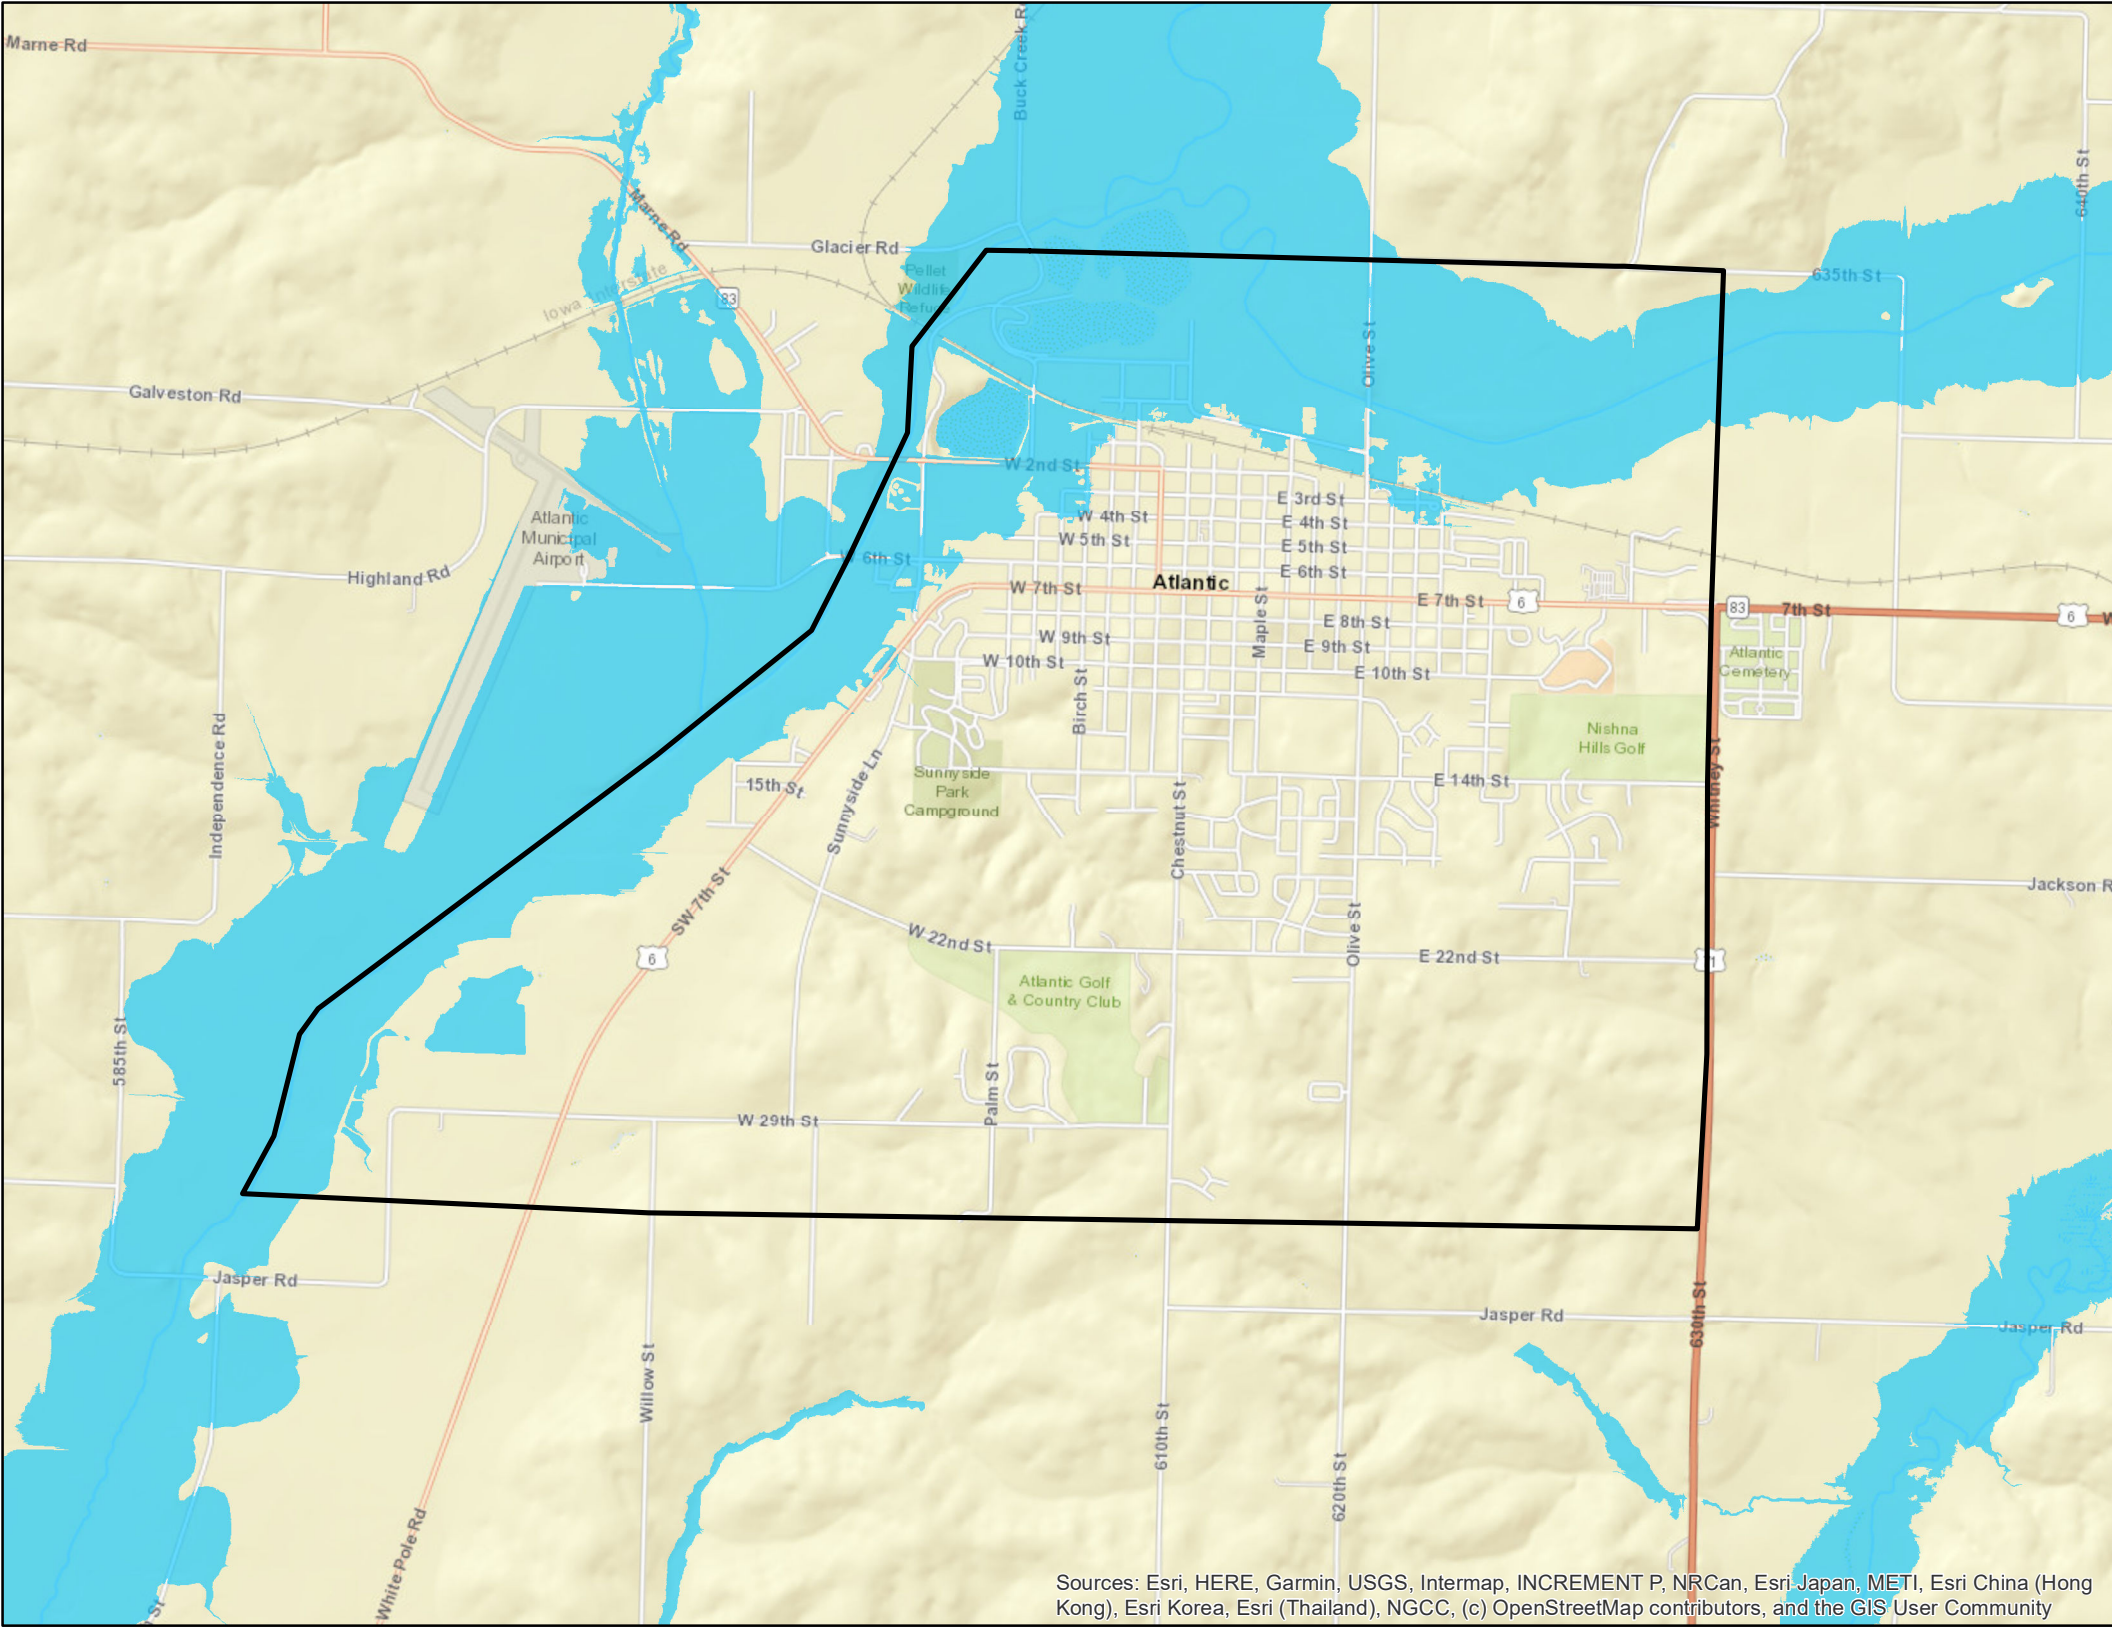 Marne Rd
Buck Creek R
640th St
Marne Rd
Glacier Rd
Pellet
Wildlife
Refuge
635th St
Iowa Interstate
83
Olive St
Galveston Rd
W 2nd St
E 3rd St
Atlantic
Municipal
Airport
W 4th St
E 4th St
W 5th St
E 5th St
W 6th St
E 6th St
Highland Rd
Atlantic
W 7th St
E 7th St
6
83
7th St
6
W
Maple St
E 8th St
W 9th St
E 9th St
W 10th St
E 10th St
Atlantic
Cemetery
Birch St
Independence Rd
Nishna
Hills Golf
Whitney St
Sunnyside Ln
15th St
Sunnyside
Park
Campground
E 14th St
Chestnut St
Jackson R
SW 7th St
Olive St
W 22nd St
E 22nd St
6
1
Atlantic Golf
& Country Club
585th St
Palm St
W 29th St
Jasper Rd
Jasper Rd
Jasper Rd
630th St
Willow St
610th St
620th St
White Pole Rd
St
Sources: Esri, HERE, Garmin, USGS, Intermap, INCREMENT P, NRCan, Esri Japan, METI, Esri China (Hong
Kong), Esri Korea, Esri (Thailand), NGCC, (c) OpenStreetMap contributors, and the GIS User Community